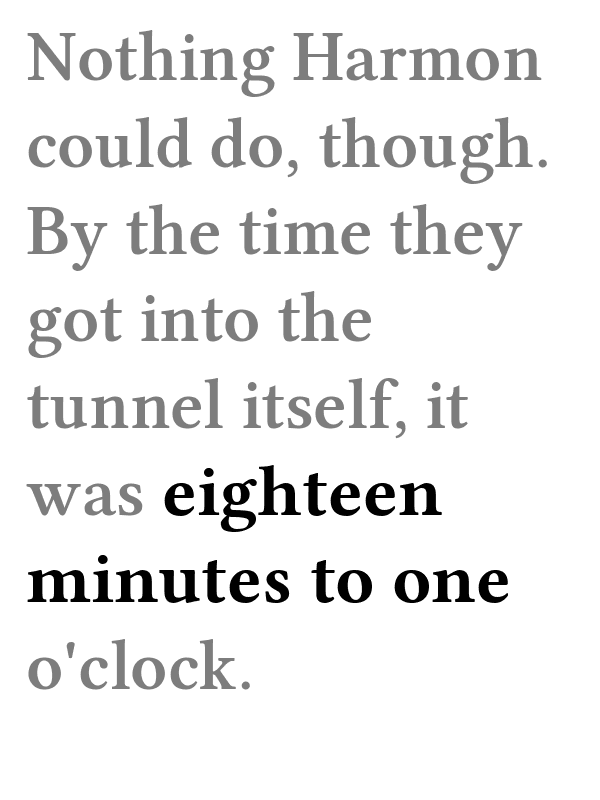 Nothing Harmon
could do, though.
By the time they
got into the
tunnel itself, it
was eighteen
minutes to one
o'clock.